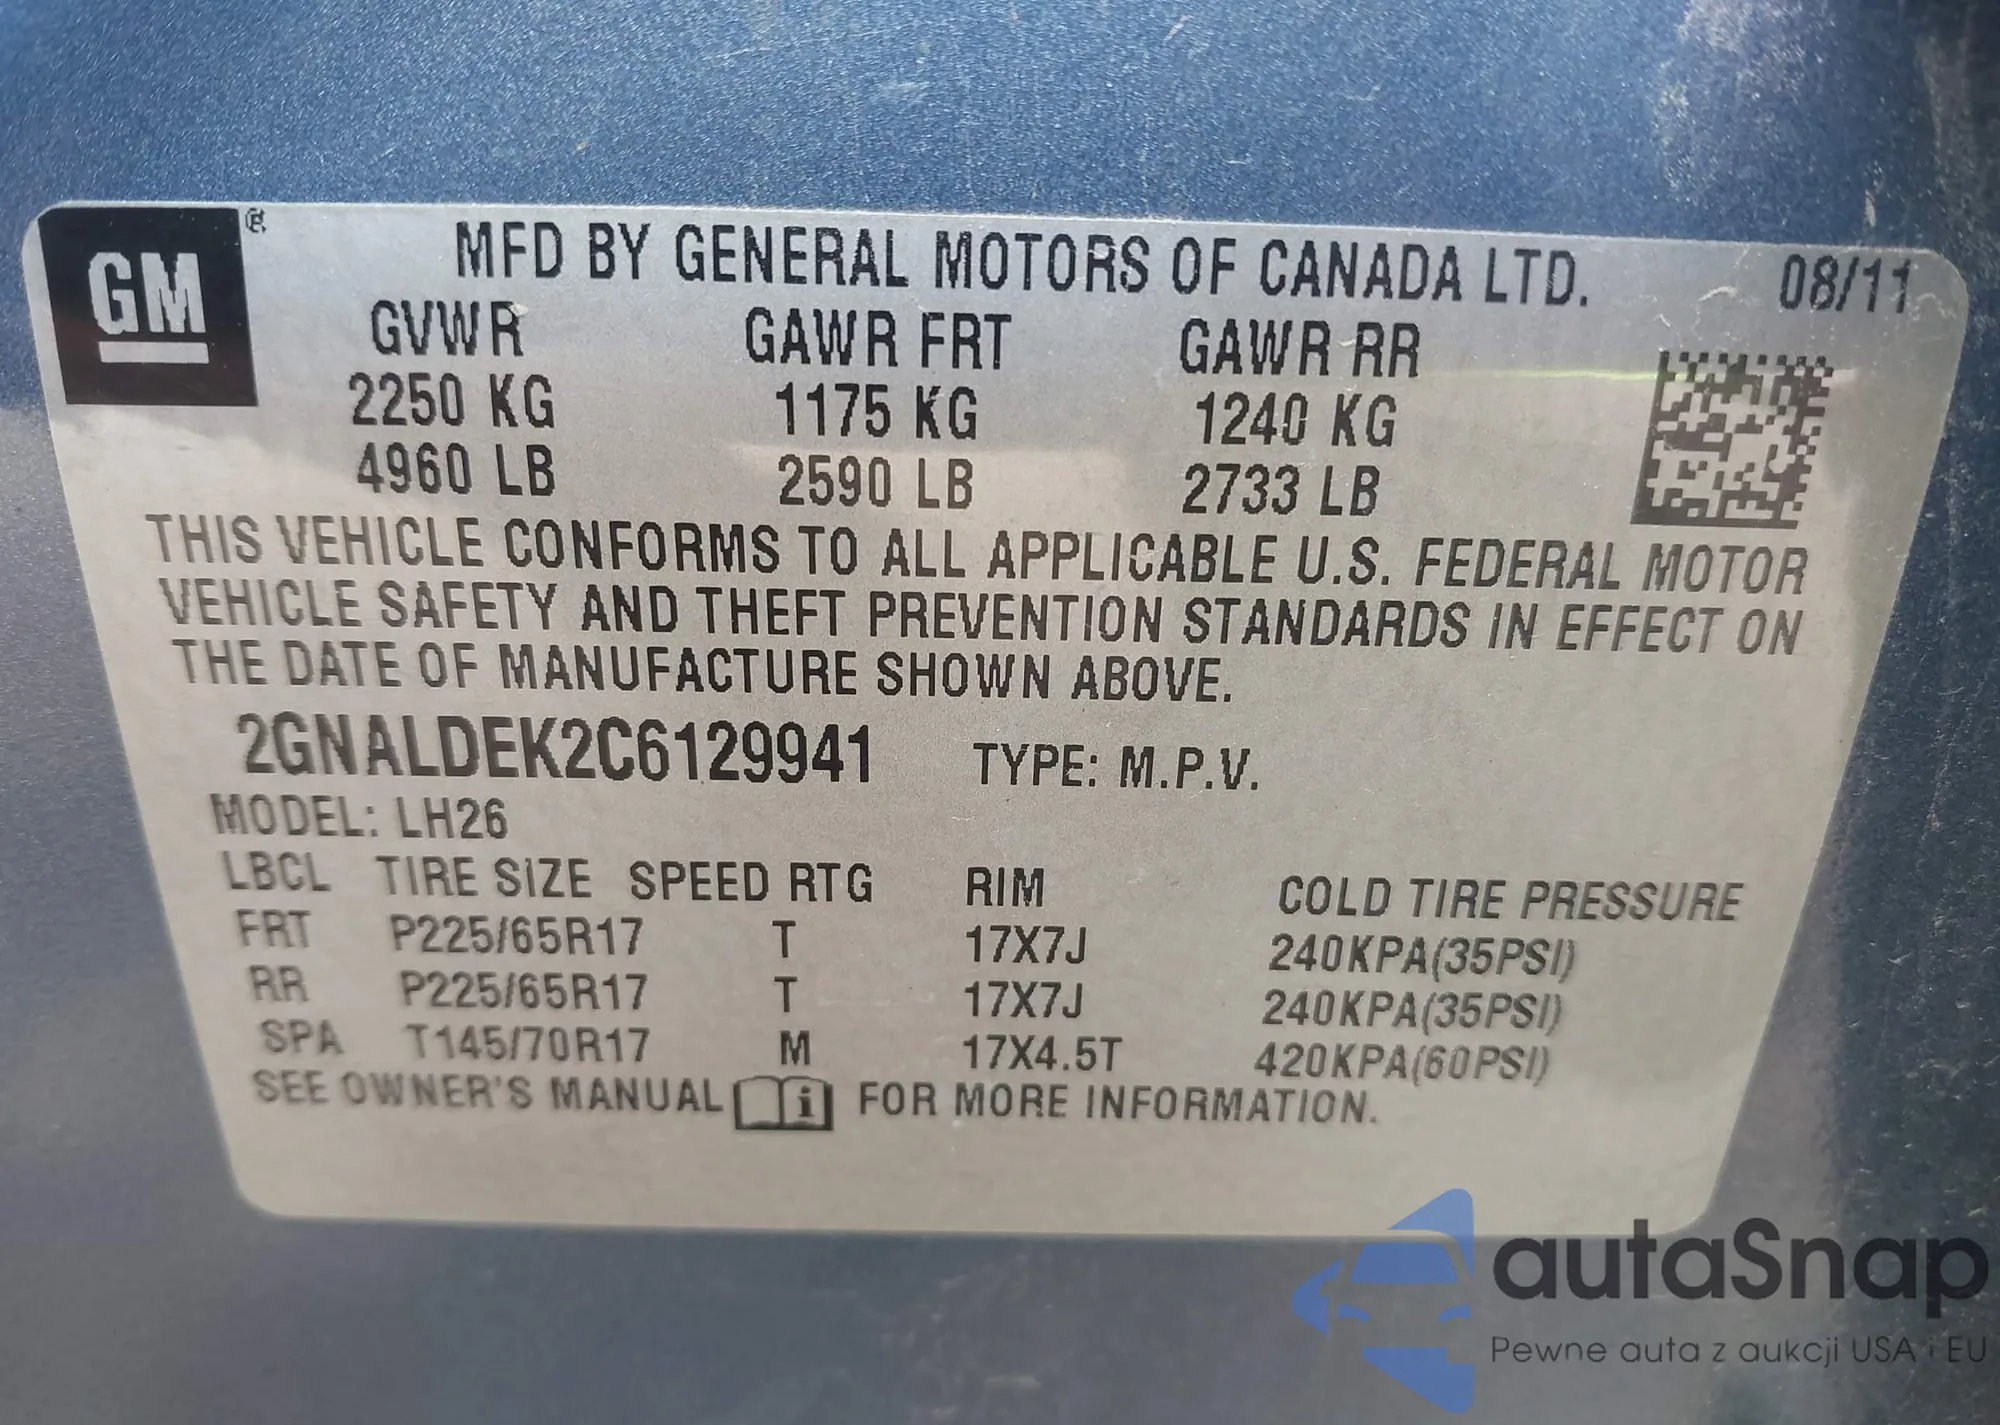 GM ®
MFD BY GENERAL MOTORS OF CANADA LTD. 08/11
GVWR GAWR FRT GAWR RR
2250 KG 1175 KG 1240 KG
4960 LB 2590 LB 2733 LB
THIS VEHICLE CONFORMS TO ALL APPLICABLE U.S. FEDERAL MOTOR
VEHICLE SAFETY AND THEFT PREVENTION STANDARDS IN EFFECT ON
THE DATE OF MANUFACTURE SHOWN ABOVE.
2GNALDEK2C6129941 TYPE: M.P.V.
MODEL: LH26
LBCL TIRE SIZE SPEED RTG RIM COLD TIRE PRESSURE
FRT P225/65R17 T 17X7J 240KPA(35PSI)
RR P225/65R17 T 17X7J 240KPA(35PSI)
SPA T145/70R17 M 17X4.5T 420KPA(60PSI)
SEE OWNER'S MANUAL i FOR MORE INFORMATION.
autaSnap
Pewne auta z aukcji USA i EU